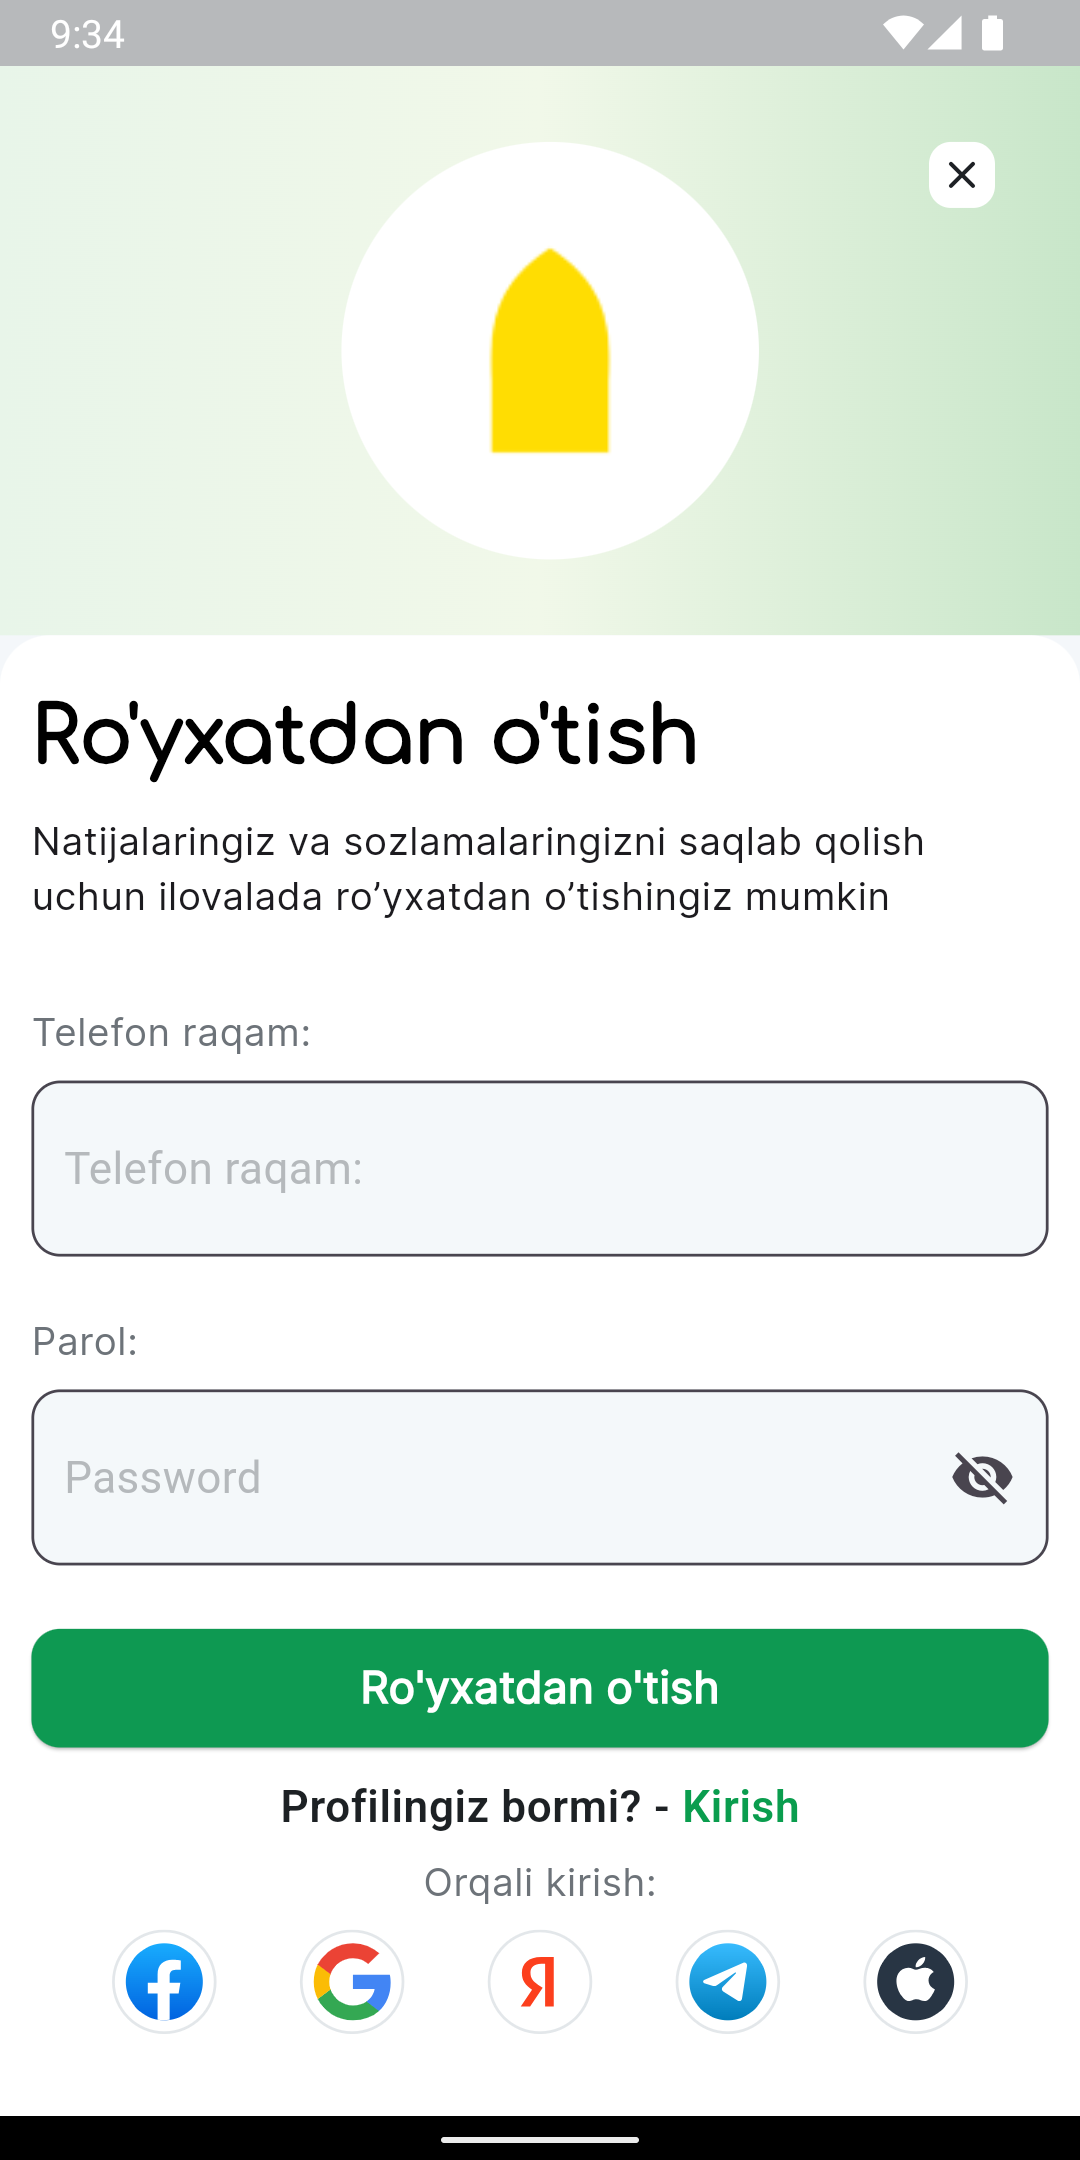 9:34
Ro'yxatdan o'tish
Natijalaringiz va sozlamalaringizni saqlab qolish
uchun ilovalada ro’yxatdan o’tishingiz mumkin
Telefon raqam:
Telefon raqam:
Parol:
Password
Ro'yxatdan o'tish
Profilingiz bormi? - Kirish
Orqali kirish: